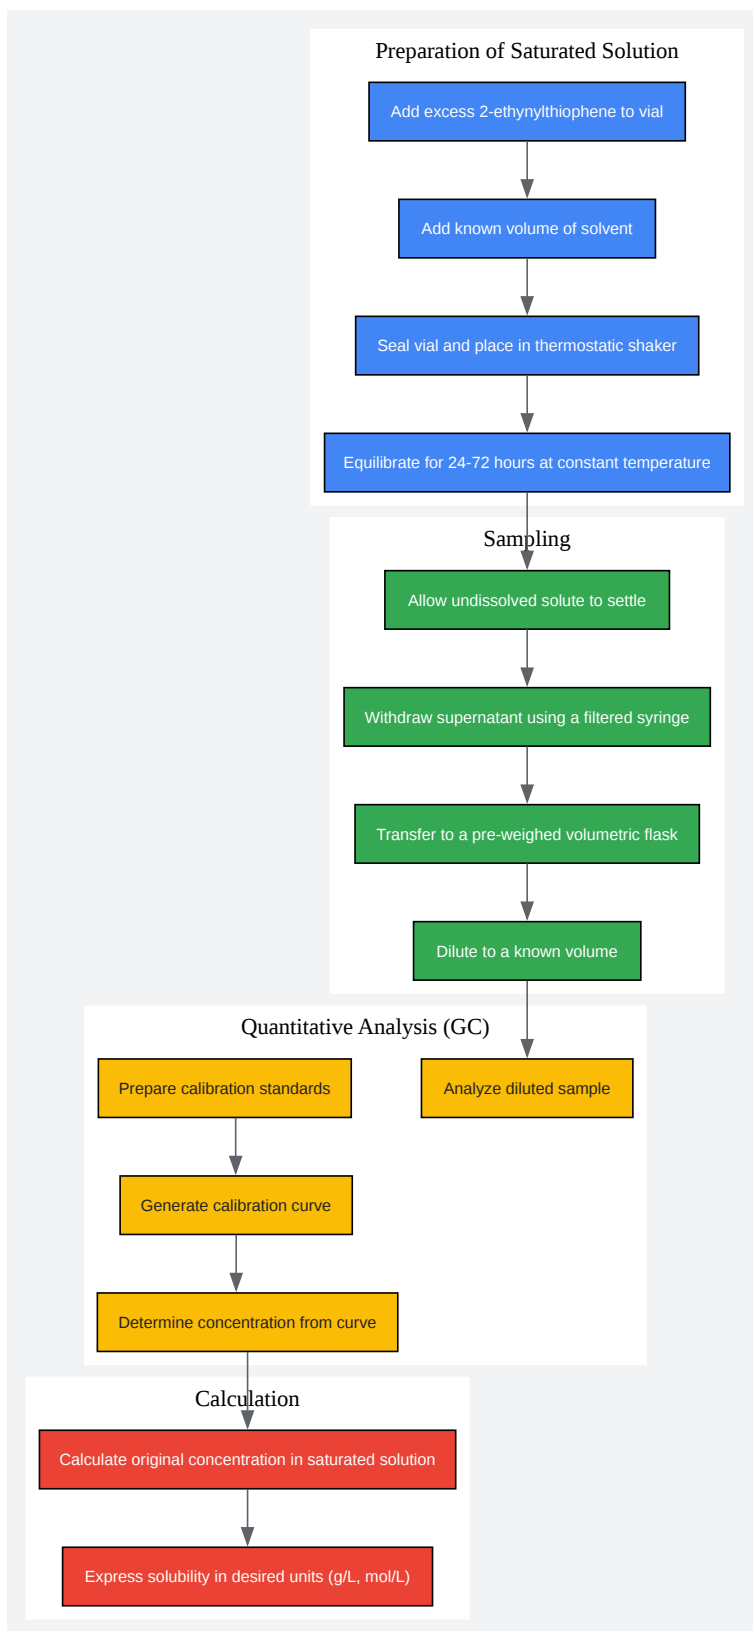 Preparation of Saturated Solution
Add excess 2-ethynylthiophene to vial
Add known volume of solvent
Seal vial and place in thermostatic shaker
Equilibrate for 24-72 hours at constant temperature
Sampling
Allow undissolved solute to settle
Withdraw supernatant using a filtered syringe
Transfer to a pre-weighed volumetric flask
Dilute to a known volume
Quantitative Analysis (GC)
Prepare calibration standards
Analyze diluted sample
Generate calibration curve
Determine concentration from curve
Calculation
Calculate original concentration in saturated solution
Express solubility in desired units (g/L, mol/L)